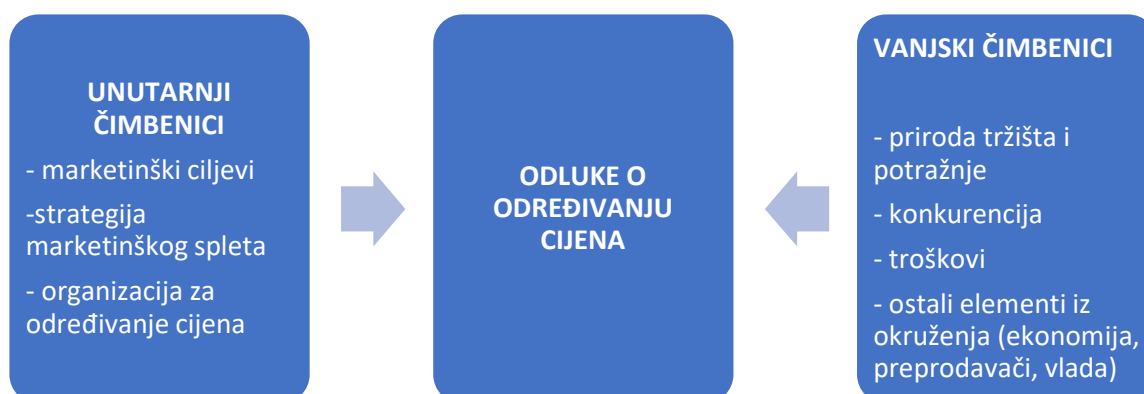 UNUTARNJI
ČIMBENICI
- marketinški ciljevi
-strategija
marketinškog spleta
- organizacija za
određivanje cijena
ODLUKE O
ODREĐIVANJU
CIJENA
VANJSKI ČIMBENICI
- priroda tržišta i
potražnje
- konkurencija
- troškovi
- ostali elementi iz
okruženja (ekonomija,
preprodavači, vlada)